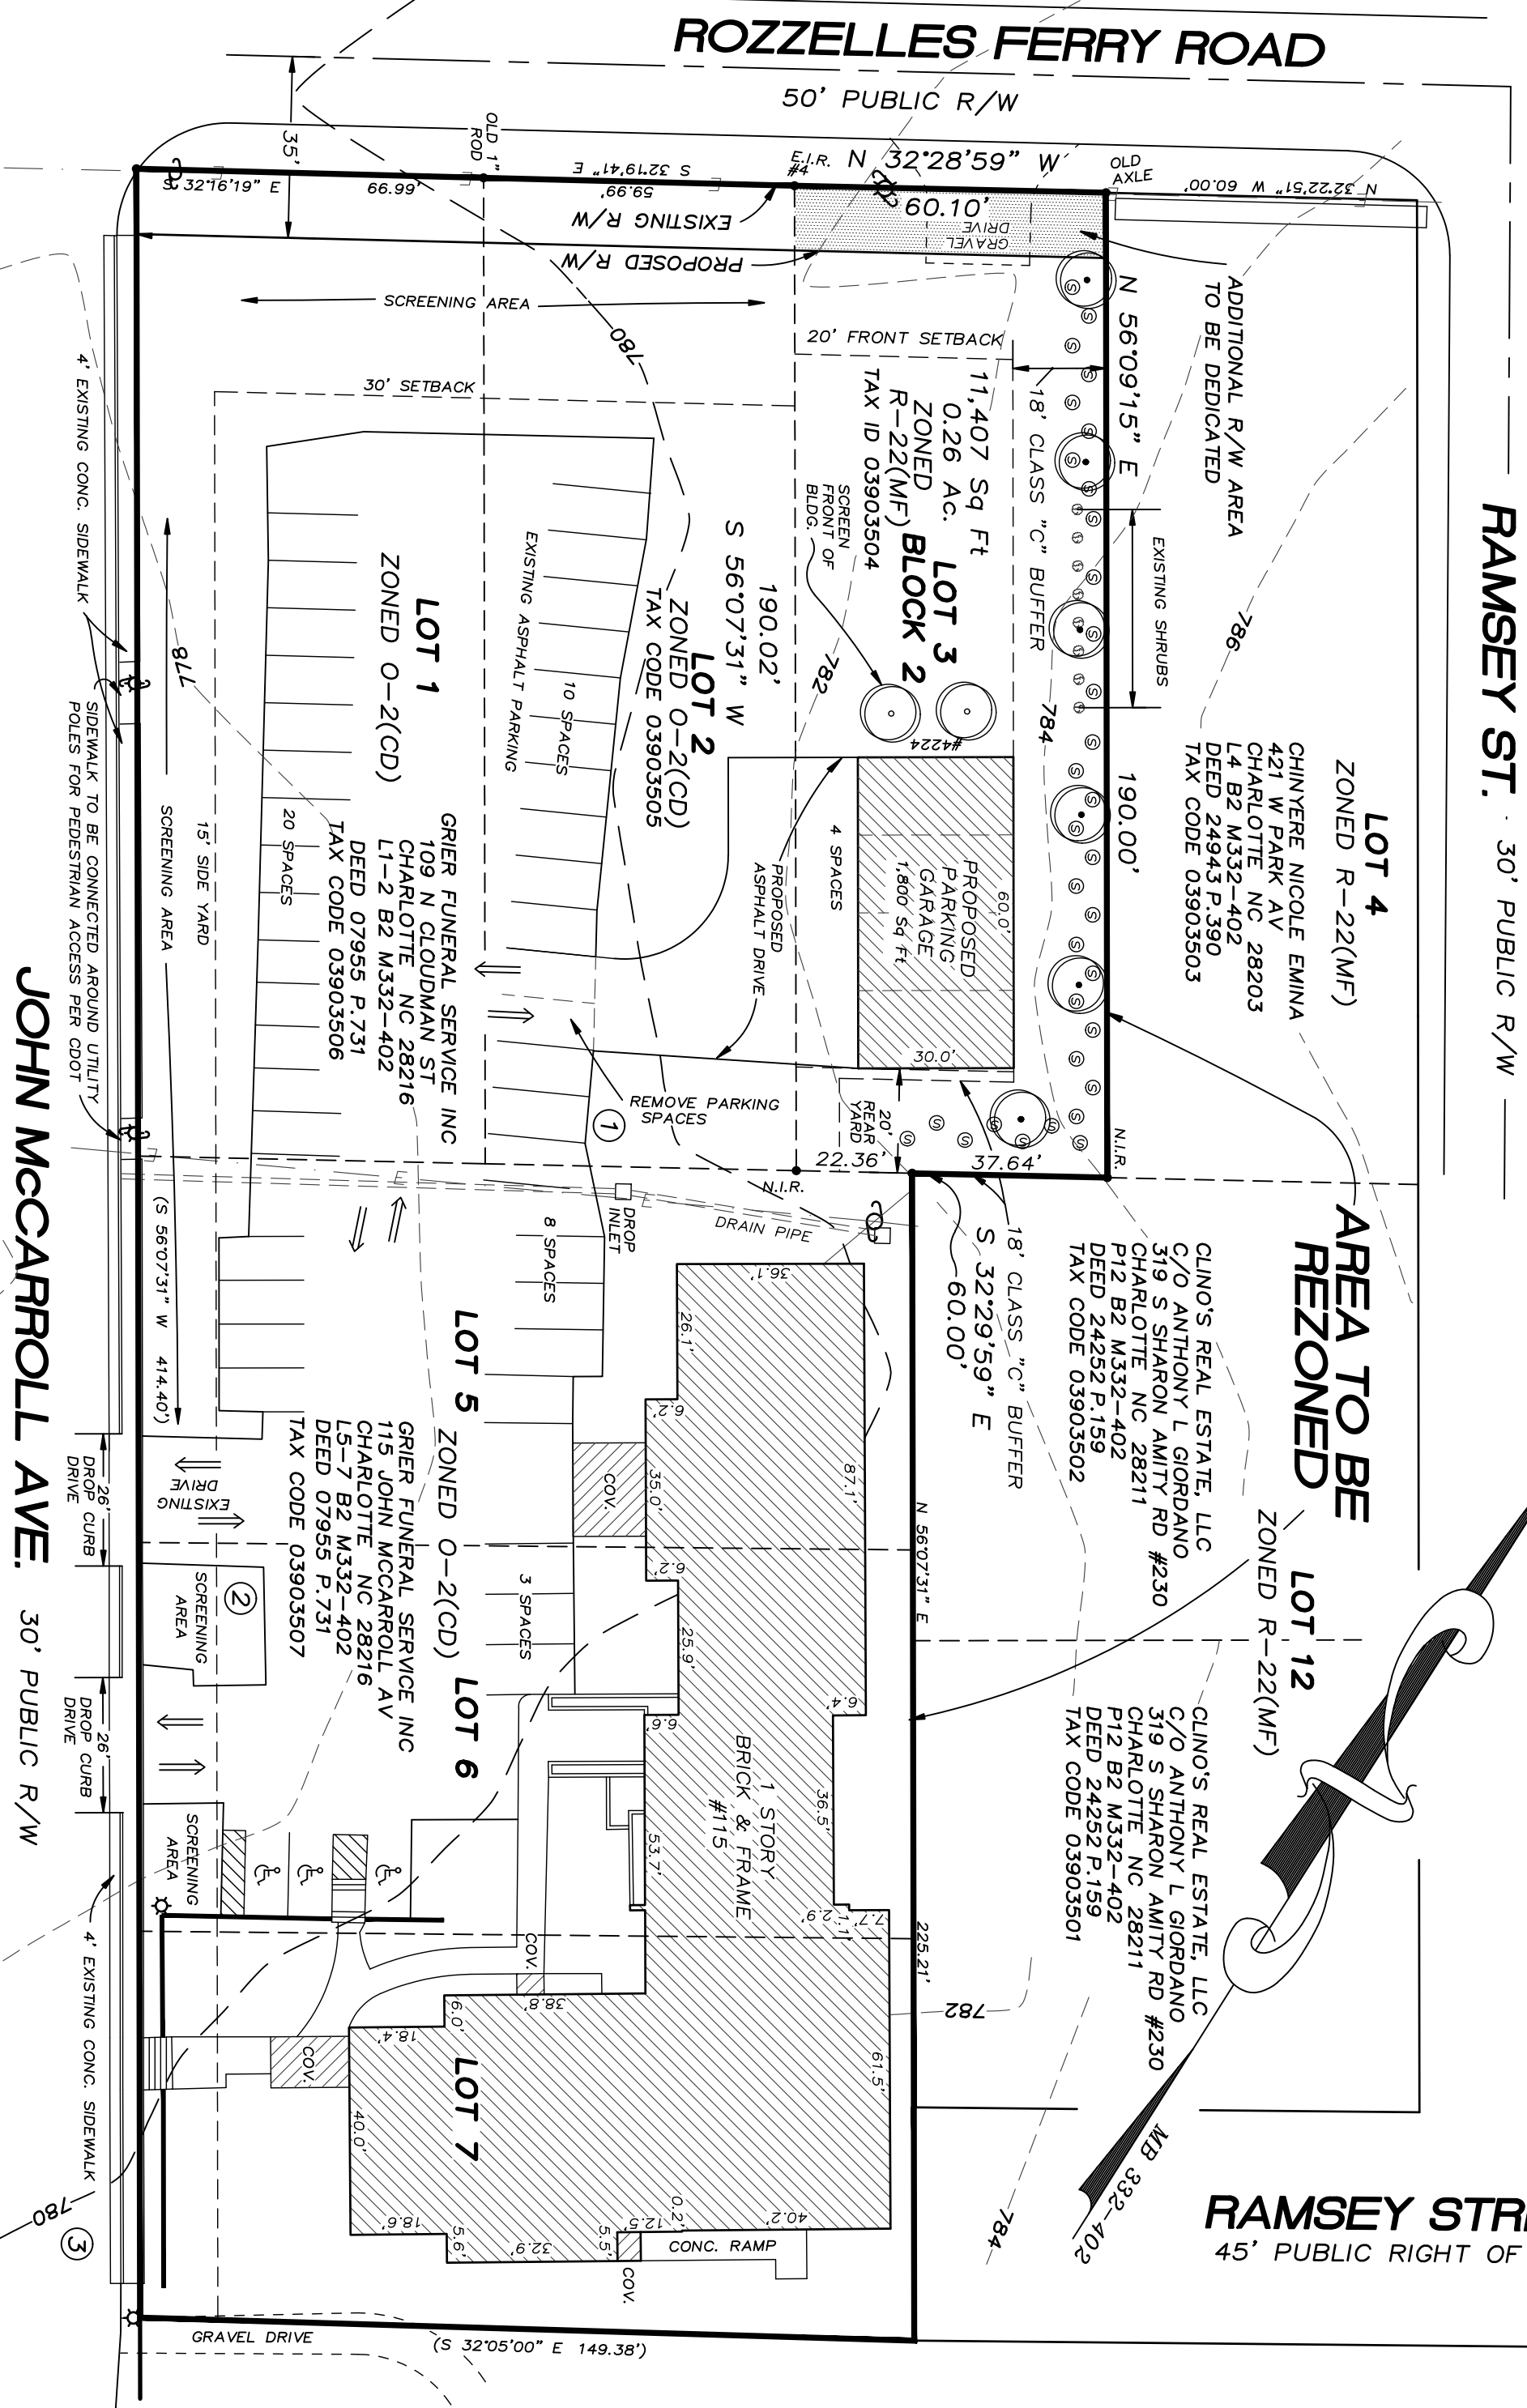 ROZZELLES FERRY ROAD
50' PUBLIC R/W
RAMSEY ST. 30' PUBLIC R/W
35'
OLD 1"
ROD
S 32°16'19" E
66.99'
S 32°19'41" E
59.99'
E.I.R.
#4
N 32°28'59" W
60.10'
OLD
AXLE
N 32°22'51" W 60.00'
EXISTING R/W
PROPOSED R/W
GRAVEL
DRIVE
ADDITIONAL R/W AREA
TO BE DEDICATED
SCREENING AREA
20' FRONT SETBACK
30' SETBACK
780
N 56°09'15" E
190.00'
18' CLASS "C" BUFFER
EXISTING SHRUBS
11,407 Sq Ft
0.26 Ac.
ZONED
R-22(MF)
TAX ID 03903504
LOT 3
BLOCK 2
SCREEN
FRONT OF
BLDG.
782
784
786
#4224
190.02'
S 56°07'31" W
LOT 2
ZONED O-2(CD)
TAX CODE 03903505
EXISTING ASPHALT PARKING
10 SPACES
LOT 1
ZONED O-2(CD)
GRIER FUNERAL SERVICE INC
109 N CLOUDMAN ST
CHARLOTTE NC 28216
L1-2 B2 M332-402
DEED 07955 P.731
TAX CODE 03903506
20 SPACES
15' SIDE YARD
SCREENING AREA
778
4' EXISTING CONC. SIDEWALK
SIDEWALK TO BE CONNECTED AROUND UTILITY
POLES FOR PEDESTRIAN ACCESS PER CDOT
LOT 4
ZONED R-22(MF)
CHINYERE NICOLE EMINA
421 W PARK AV
CHARLOTTE NC 28203
L4 B2 M332-402
DEED 24943 P.390
TAX CODE 03903503
PROPOSED
PARKING
GARAGE
1,800 Sq Ft
60.0'
30.0'
4 SPACES
PROPOSED
ASPHALT DRIVE
REMOVE PARKING
SPACES
1
20'
REAR
YARD
22.36'
37.64'
N.I.R.
N.I.R.
S 32°29'59" E
60.00'
18' CLASS "C" BUFFER
AREA TO BE
REZONED
DROP
INLET
DRAIN PIPE
8 SPACES
(S 56°07'31" W 414.40')
JOHN McCARROLL AVE. 30' PUBLIC R/W
LOT 5
ZONED O-2(CD)
LOT 6
GRIER FUNERAL SERVICE INC
115 JOHN MCCARROLL AV
CHARLOTTE NC 28216
L5-7 B2 M332-402
DEED 07955 P.731
TAX CODE 03903507
CLINO'S REAL ESTATE, LLC
C/O ANTHONY L GIORDANO
319 S SHARON AMITY RD #230
CHARLOTTE NC 28211
P12 B2 M332-402
DEED 24252 P.159
TAX CODE 03903502
LOT 12
ZONED R-22(MF)
CLINO'S REAL ESTATE, LLC
C/O ANTHONY L GIORDANO
319 S SHARON AMITY RD #230
CHARLOTTE NC 28211
P12 B2 M332-402
DEED 24252 P.159
TAX CODE 03903501
N 56°07'31" E
225.21'
36.1'
26.1'
6.2'
35.0'
COV.
87.1'
6.2'
25.9'
6.4'
6.6'
36.5'
53.7'
1 STORY
BRICK & FRAME
#115
3 SPACES
EXISTING
DRIVE
26'
DROP CURB
DRIVE
SCREENING
AREA
2
26'
DROP CURB
DRIVE
SCREENING
AREA
7.7'
1.1'
2.9'
COV.
38.8'
6.0'
18.4'
COV.
61.5'
LOT 7
40.0'
18.6'
5.6'
32.9'
5.5'
12.5'
0.2'
40.2'
CONC. RAMP
COV.
782
784
MB 332-402
RAMSEY STR
45' PUBLIC RIGHT OF
4' EXISTING CONC. SIDEWALK
780
3
GRAVEL DRIVE
(S 32°05'00" E 149.38')